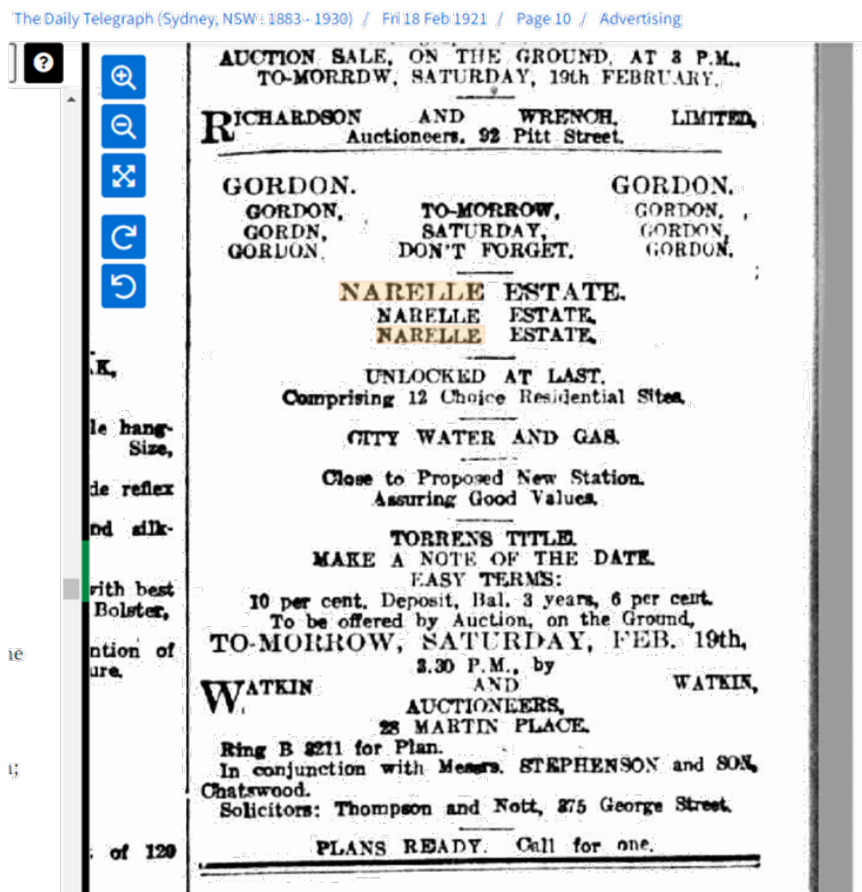 The Daily Telegraph (Sydney, NSW : 1883 - 1930) / Fri 18 Feb 1921 / Page 10 / Advertising
AUCTION SALE, ON THE GROUND, AT 3 P.M.,
TO-MORRDW, SATURDAY, 19th FEBRUARY.
RICHARDSON AND WRENCH, LIMITED,
Auctioneers, 92 Pitt Street.
GORDON. GORDON.
GORDON, TO-MORROW, GORDON,
GORDN, SATURDAY, GORDON,
GORDON. DON'T FORGET. GORDON.
NARELLE ESTATE.
NARELLE ESTATE,
NARELLE ESTATE,
UNLOCKED AT LAST.
Comprising 12 Choice Residential Sites.
CITY WATER AND GAS.
Close to Proposed New Station.
Assuring Good Values.
TORRENS TITLE.
MAKE A NOTE OF THE DATE.
EASY TERMS:
10 per cent. Deposit, Bal. 3 years, 6 per cent.
To be offered by Auction, on the Ground,
TO-MORROW, SATURDAY, FEB. 19th,
3.30 P.M., by
WATKIN AND WATKIN,
AUCTIONEERS,
28 MARTIN PLACE.
Ring B 3211 for Plan.
In conjunction with Messrs. STEPHENSON and SON,
Chatswood.
Solicitors: Thompson and Nott, 375 George Street.
PLANS READY. Call for one.
K,
le hang-
Size,
de reflex
nd silk-
with best
Bolster,
ntion of
ure.
of 120